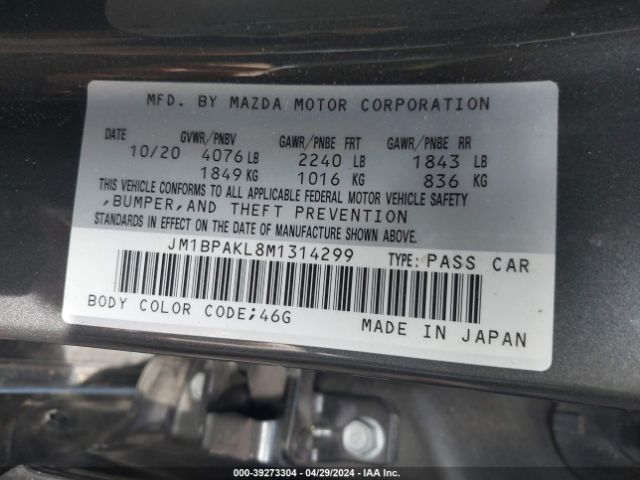 MFD. BY MAZDA MOTOR CORPORATION
DATE GVWR/PNBV GAWR/PNBE FRT GAWR/PNBE RR
10/20 4076 LB 2240 LB 1843 LB
1849 KG 1016 KG 836 KG
THIS VEHICLE CONFORMS TO ALL APPLICABLE FEDERAL MOTOR VEHICLE SAFETY
,BUMPER,AND THEFT PREVENTION
STANDARDS IN EFFECT ON THE DATE OF MANUFACTURE SHOWN ABOVE.
JM1BPAKL8M1314299 TYPE: PASS CAR
BODY COLOR CODE;46G MADE IN JAPAN
000-39273304 | 04/29/2024 | IAA Inc.